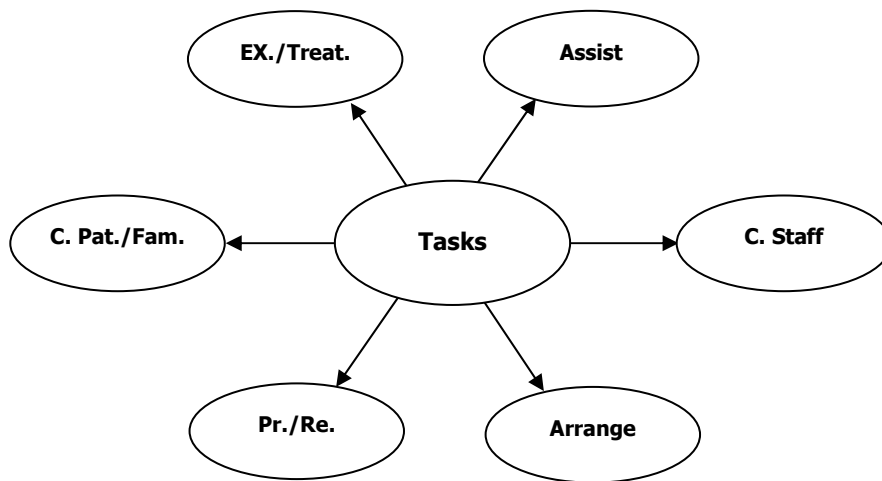 EX./Treat.
Assist
C. Pat./Fam.
Tasks
C. Staff
Pr./Re.
Arrange